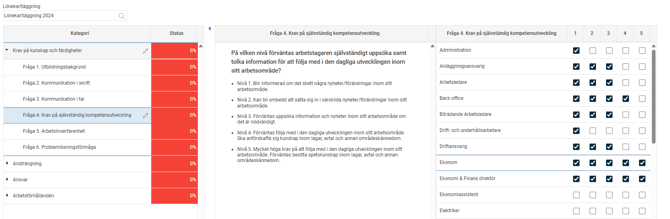 Lönekartläggning
Lönekartläggning 2024
Kategori
Status
Krav på kunskap och färdigheter
0%
Fråga 1. Utbildningsbakgrund
0%
Fråga 2. Kommunikation i skrift
0%
Fråga 3. Kommunikation i tal
0%
Fråga 4. Krav på självständig kompetensutveckling
0%
Fråga 5. Arbetslivserfarenhet
0%
Fråga 6. Problemlösningsförmåga
0%
Ansträngning
0%
Ansvar
0%
Arbetsförhållanden
0%
Fråga 4. Krav på självständig kompetensutveckling
På vilken nivå förväntas arbetstagaren självständigt uppsöka samt
tolka information för att följa med i den dagliga utvecklingen inom
sitt arbetsområde?
Nivå 1. Blir informerad om det skett några nyheter/förändringar inom sitt
arbetsområde.
Nivå 2. Kan bli ombedd att sätta sig in i särskilda nyheter/förändringar inom sitt
arbetsområde.
Nivå 3. Förväntas uppsöka information och nyheter inom sitt arbetsområde om
det är nödvändigt.
Nivå 4. Förväntas följa med i den dagliga utvecklingen inom sitt arbetsområde.
Ska anförskaffa sig kunskap inom lagar, avtal och annan områdeskännedom.
Nivå 5. Mycket höga krav på att följa med i den dagliga utvecklingen inom sitt
arbetsområde. Förväntas besitta spetskunskap inom lagar, avtal och annan
områdeskännedom.
Fråga 4. Krav på självständig kompetensutveckling
1 2 3 4 5
Administration
Anläggningsansvarig
Arbetsledare
Back office
Biträdande Arbetsledare
Drift- och underhållsarbetare
Driftansvarig
Ekonom
Ekonomi & Finans direktör
Ekonomiassistent
Elektriker